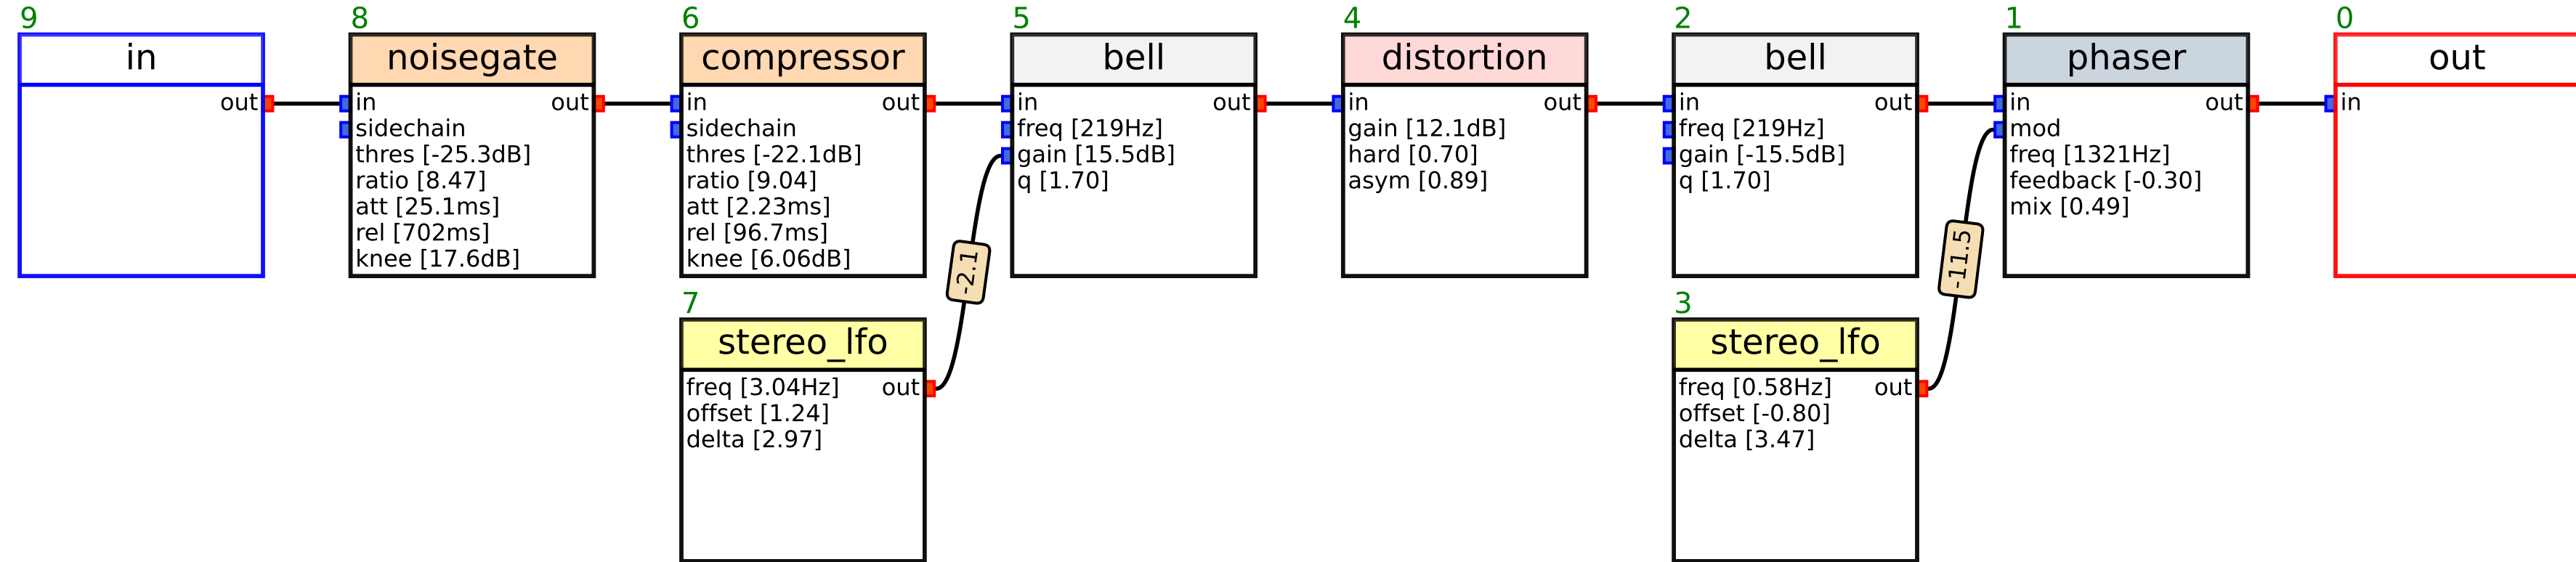 9
in
out
8
noisegate
in out
sidechain
thres [-25.3dB]
ratio [8.47]
att [25.1ms]
rel [702ms]
knee [17.6dB]
6
compressor
in out
sidechain
thres [-22.1dB]
ratio [9.04]
att [2.23ms]
rel [96.7ms]
knee [6.06dB]
7
stereo_lfo
freq [3.04Hz] out
offset [1.24]
delta [2.97]
-2.1
5
bell
in out
freq [219Hz]
gain [15.5dB]
q [1.70]
4
distortion
in out
gain [12.1dB]
hard [0.70]
asym [0.89]
2
bell
in out
freq [219Hz]
gain [-15.5dB]
q [1.70]
3
stereo_lfo
freq [0.58Hz] out
offset [-0.80]
delta [3.47]
-11.5
1
phaser
in out
mod
freq [1321Hz]
feedback [-0.30]
mix [0.49]
0
out
in